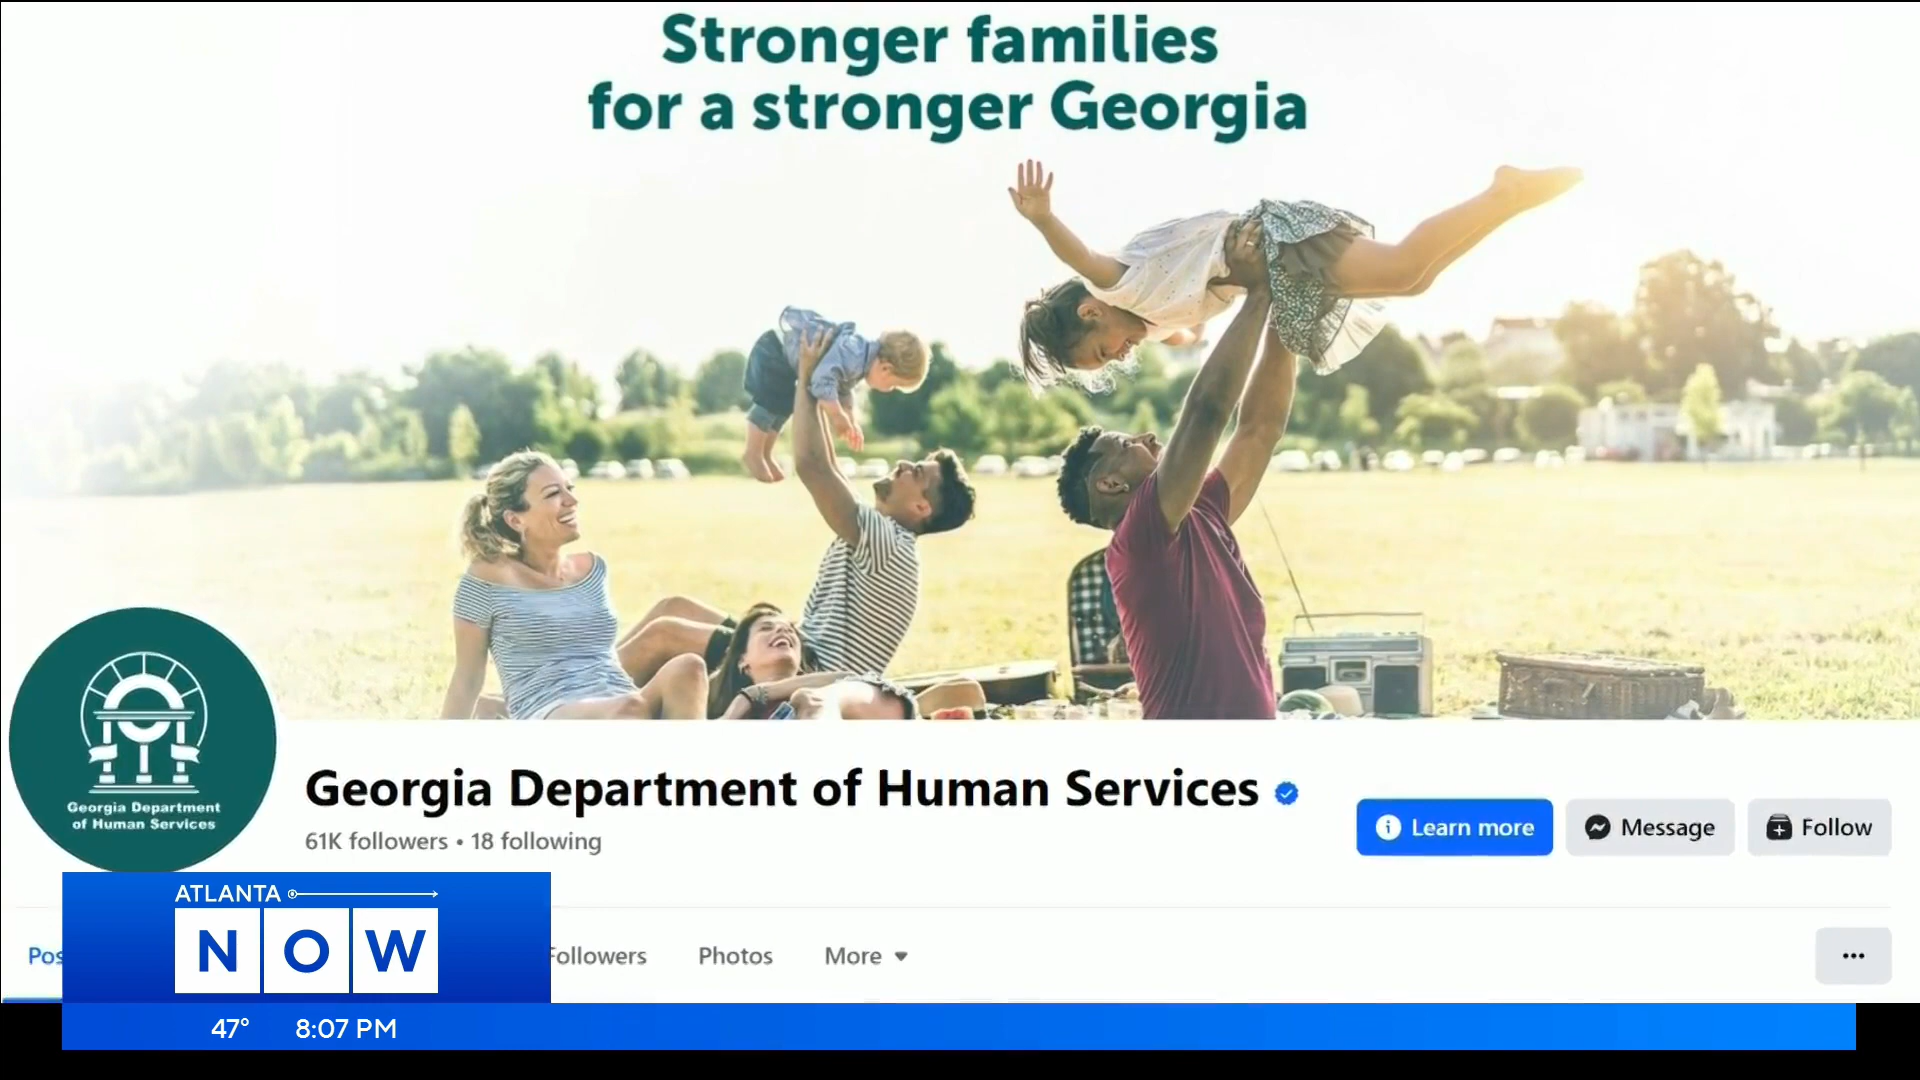 Stronger families
for a stronger Georgia
Georgia Department
of Human Services
Georgia Department of Human Services
61K followers • 18 following
Learn more
Message
Follow
Pos
Followers
Photos
More
ATLANTA
NOW
47°
8:07 PM